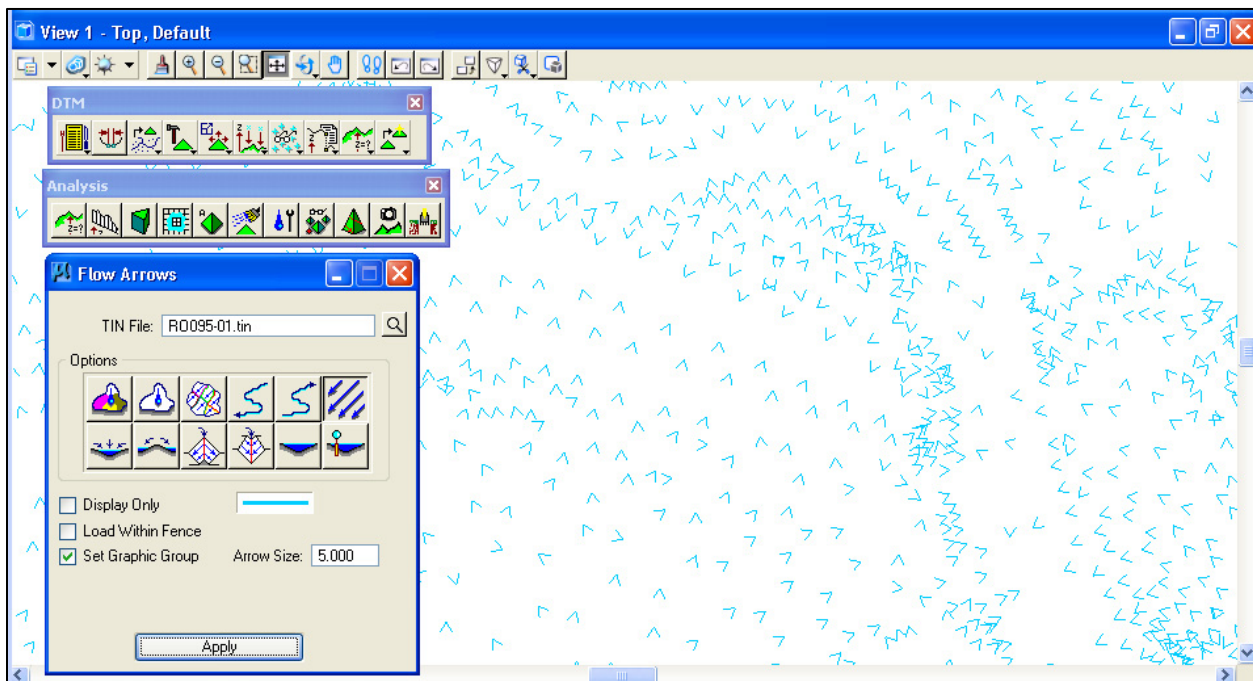 View 1 - Top, Default
DTM
Analysis
Flow Arrows
TIN File: RO095-01.tin
Options
Display Only
Load Within Fence
Set Graphic Group Arrow Size: 5.000
Apply